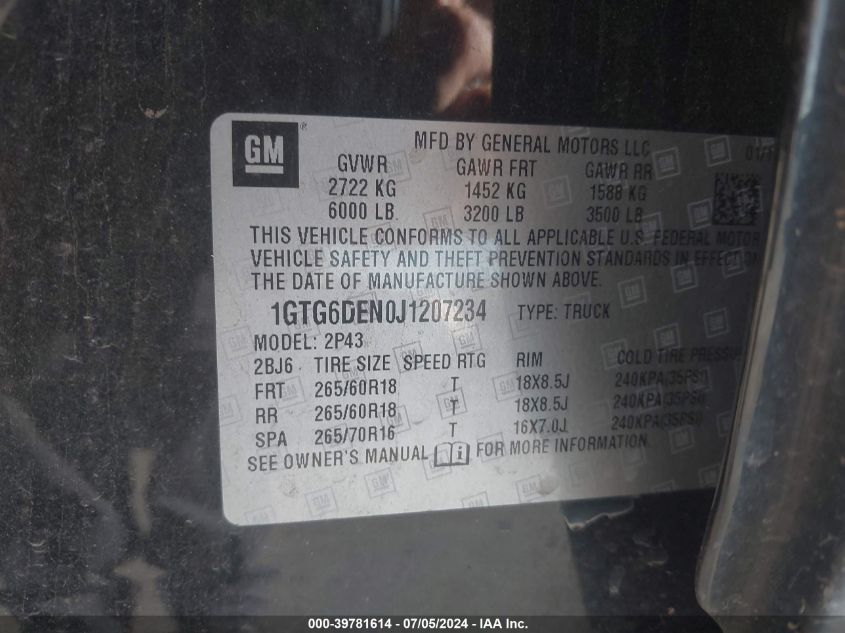 GM
MFD BY GENERAL MOTORS LLC
GVWR GAWR FRT GAWR RR
2722 KG 1452 KG 1588 KG
6000 LB. 3200 LB 3500 LB
THIS VEHICLE CONFORMS TO ALL APPLICABLE U.S. FEDERAL MOTOR
VEHICLE SAFETY AND THEFT PREVENTION STANDARDS IN EFFECT ON
THE DATE OF MANUFACTURE SHOWN ABOVE.
1GTG6DEN0J1207234 TYPE: TRUCK
MODEL: 2P43
2BJ6 TIRE SIZE SPEED RTG RIM COLD TIRE PRESSURE
FRT 265/60R18 T 18X8.5J 240KPA(35PSI)
RR 265/60R18 T 18X8.5J 240KPA(35PSI)
SPA 265/70R16 T 16X7.0J 240KPA(35PSI)
SEE OWNER'S MANUAL FOR MORE INFORMATION
000-39781614 - 07/05/2024 - IAA Inc.